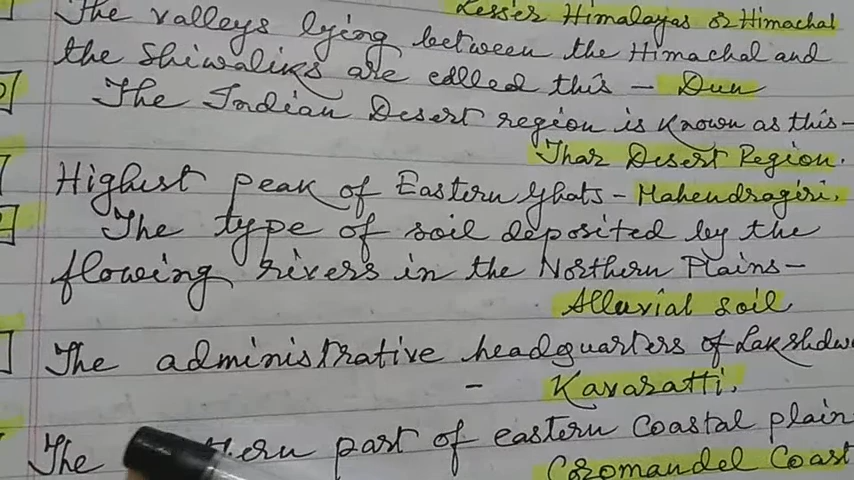 Lesser Himalayas or Himachal
The valleys lying between the Himachal and
the Shiwaliks are called this - Dun
The Indian Desert region is known as this-
Thar Desert Region.
Highest peak of Eastern Ghats - Mahendragiri.
The type of soil deposited by the
flowing rivers in the Northern Plains-
Alluvial soil
The administrative headquarters of Lakshdw
- Kavaratti.
The part of eastern Coastal plain
Coromandel Coast